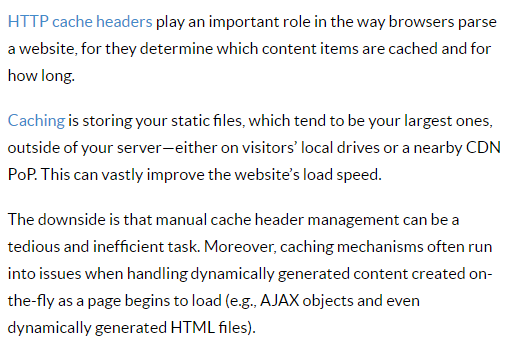 HTTP cache headers play an important role in the way browsers parse
a website, for they determine which content items are cached and for
how long.
Caching is storing your static files, which tend to be your largest ones,
outside of your server—either on visitors’ local drives or a nearby CDN
PoP. This can vastly improve the website’s load speed.
The downside is that manual cache header management can be a
tedious and inefficient task. Moreover, caching mechanisms often run
into issues when handling dynamically generated content created on-
the-fly as a page begins to load (e.g., AJAX objects and even
dynamically generated HTML files).